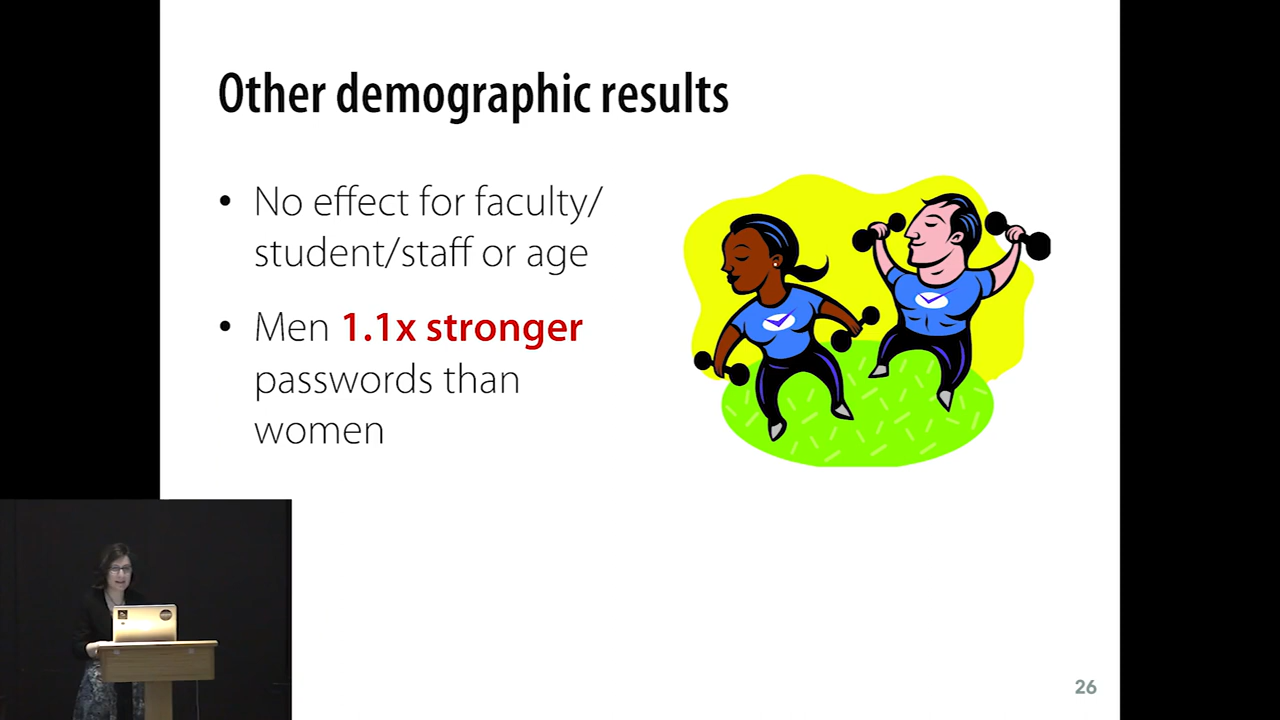 Other demographic results
• No effect for faculty/
student/staff or age
• Men 1.1x stronger
passwords than
women
26